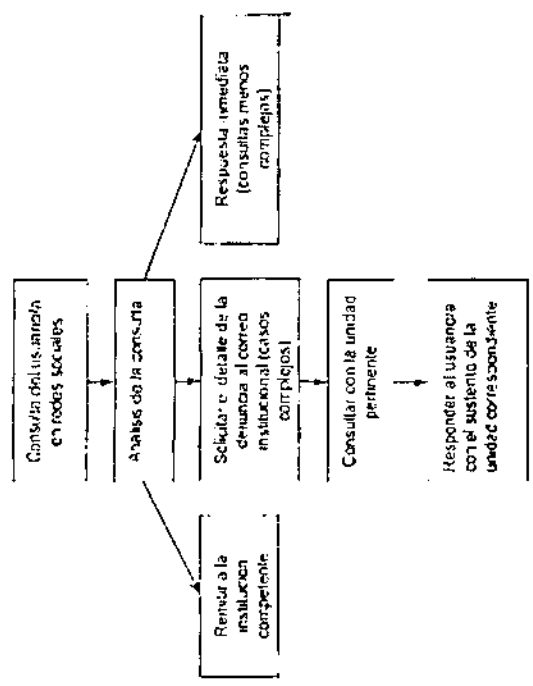 Consulta del usuario/a
en redes sociales
Análisis de la consulta
Remitir a la
institución
competente
Solicitar el detalle de la
denuncia al correo
institucional (casos
complejos)
Respuesta inmediata
(consultas menos
complejas)
Consultar con la unidad
pertinente
Responder al usuario/a
con el sustento de la
unidad correspondiente